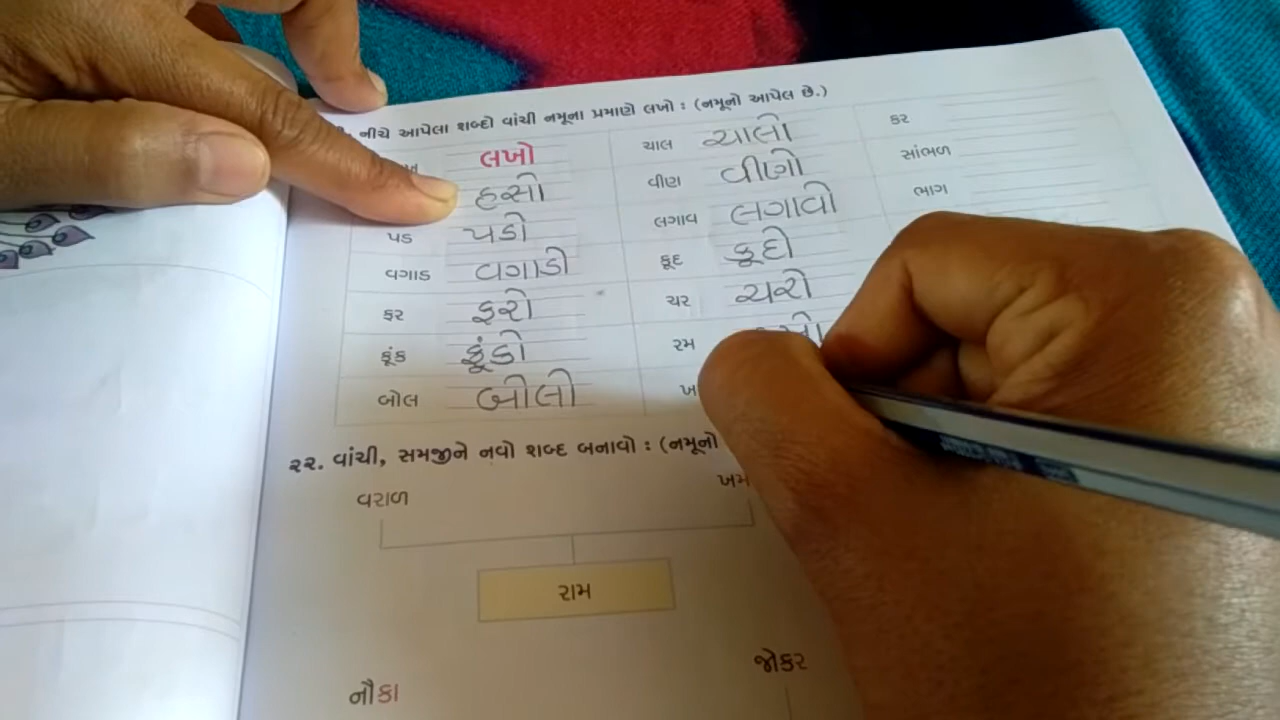 નીચે આપેલા શબ્દો વાંચી નમૂના પ્રમાણે લખો : (નમૂનો આપેલ છે.)
લખો ચાલ ચાલો કર
હસો વીણ વીણો સાંભળ
પડ પડો લગાવ લગાવો ભાગ
વગાડ વગાડો કૂદ કૂદો
ફર ફરો ચર ચરો
ફૂંક રમ
બોલ બોલો
૨૨. વાંચી, સમજીને નવો શબ્દ બનાવો : (નમૂનો
વરાળ
રામ
જોકર
નૌકા